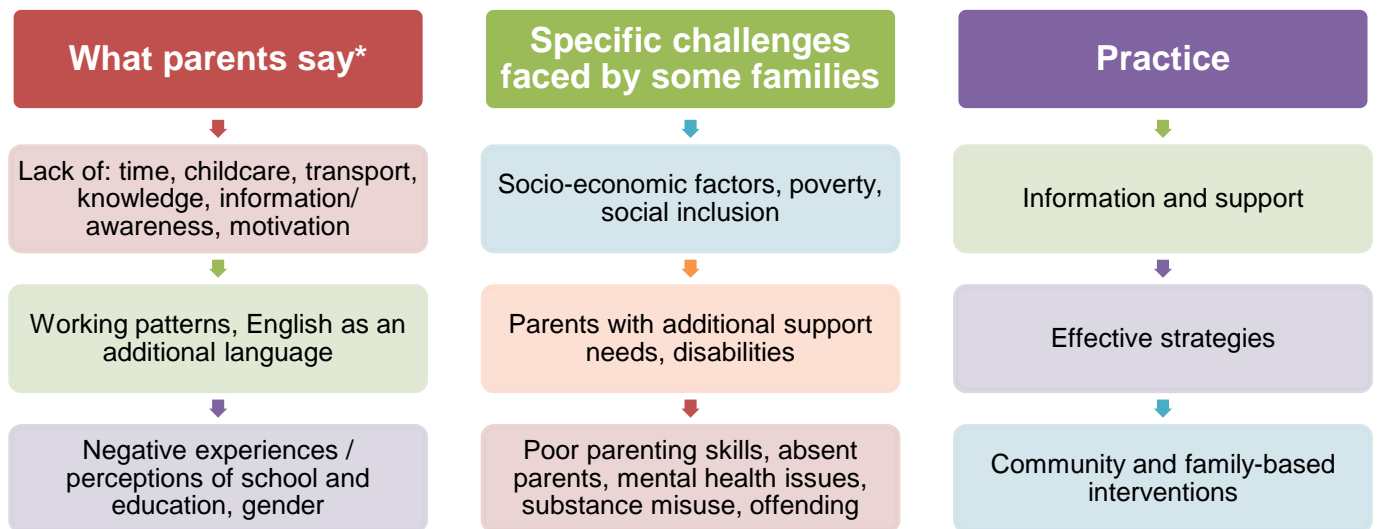 What parents say*
Lack of: time, childcare, transport,
knowledge, information/
awareness, motivation
Working patterns, English as an
additional language
Negative experiences /
perceptions of school and
education, gender
Specific challenges
faced by some families
Socio-economic factors, poverty,
social inclusion
Parents with additional support
needs, disabilities
Poor parenting skills, absent
parents, mental health issues,
substance misuse, offending
Practice
Information and support
Effective strategies
Community and family-based
interventions